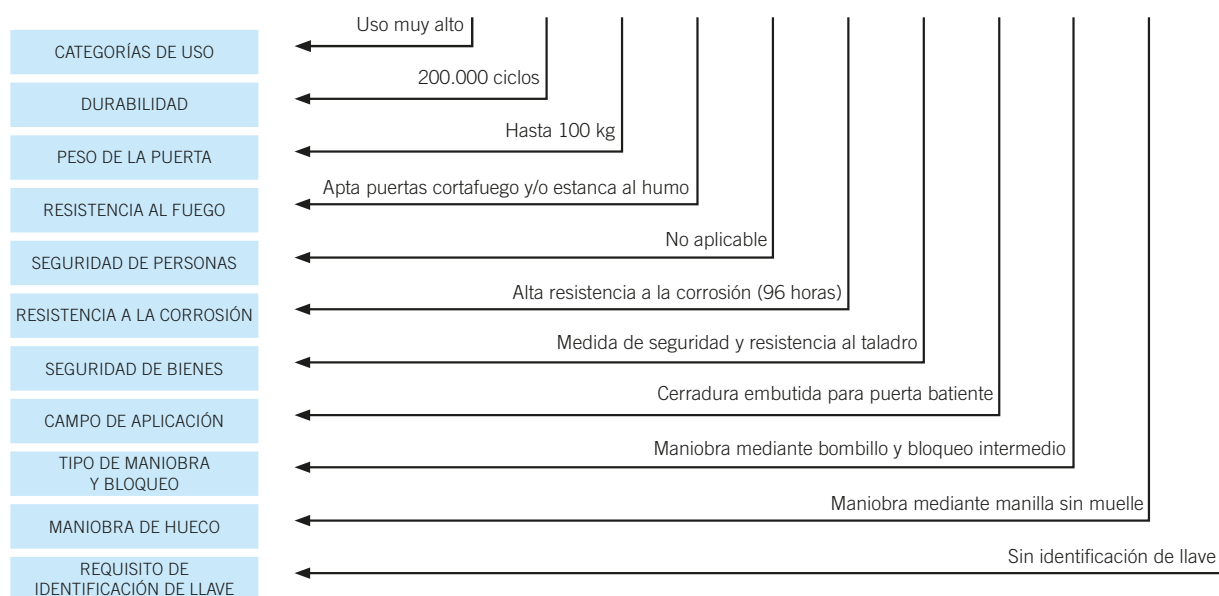 Uso muy alto
CATEGORÍAS DE USO
200.000 ciclos
DURABILIDAD
Hasta 100 kg
PESO DE LA PUERTA
Apta puertas cortafuego y/o estanca al humo
RESISTENCIA AL FUEGO
No aplicable
SEGURIDAD DE PERSONAS
Alta resistencia a la corrosión (96 horas)
RESISTENCIA A LA CORROSIÓN
Medida de seguridad y resistencia al taladro
SEGURIDAD DE BIENES
Cerradura embutida para puerta batiente
CAMPO DE APLICACIÓN
Maniobra mediante bombillo y bloqueo intermedio
TIPO DE MANIOBRA
Y BLOQUEO
Maniobra mediante manilla sin muelle
MANIOBRA DE HUECO
Sin identificación de llave
REQUISITO DE
IDENTIFICACIÓN DE LLAVE